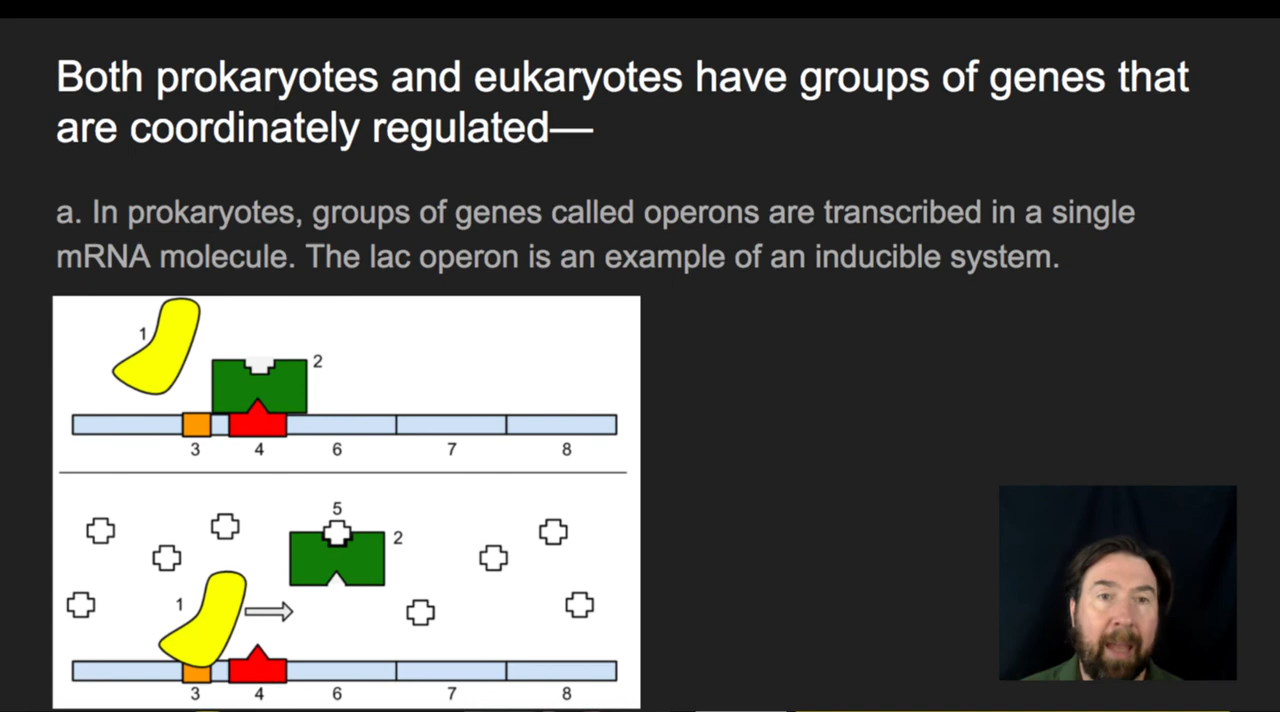 Both prokaryotes and eukaryotes have groups of genes that
are coordinately regulated—
a. In prokaryotes, groups of genes called operons are transcribed in a single
mRNA molecule. The lac operon is an example of an inducible system.
1
2
3 4 6 7 8
5
2
1
3 4 6 7 8